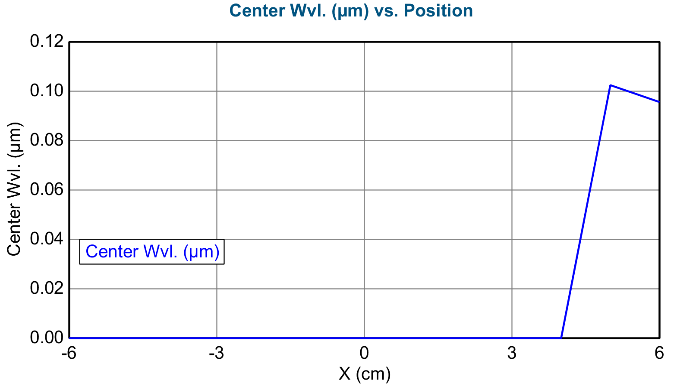 Center Wvl. (µm) vs. Position
0.12
0.10
0.08
0.06
0.04
0.02
0.00
Center Wvl. (µm)
Center Wvl. (µm)
-6 -3 0 3 6
X (cm)